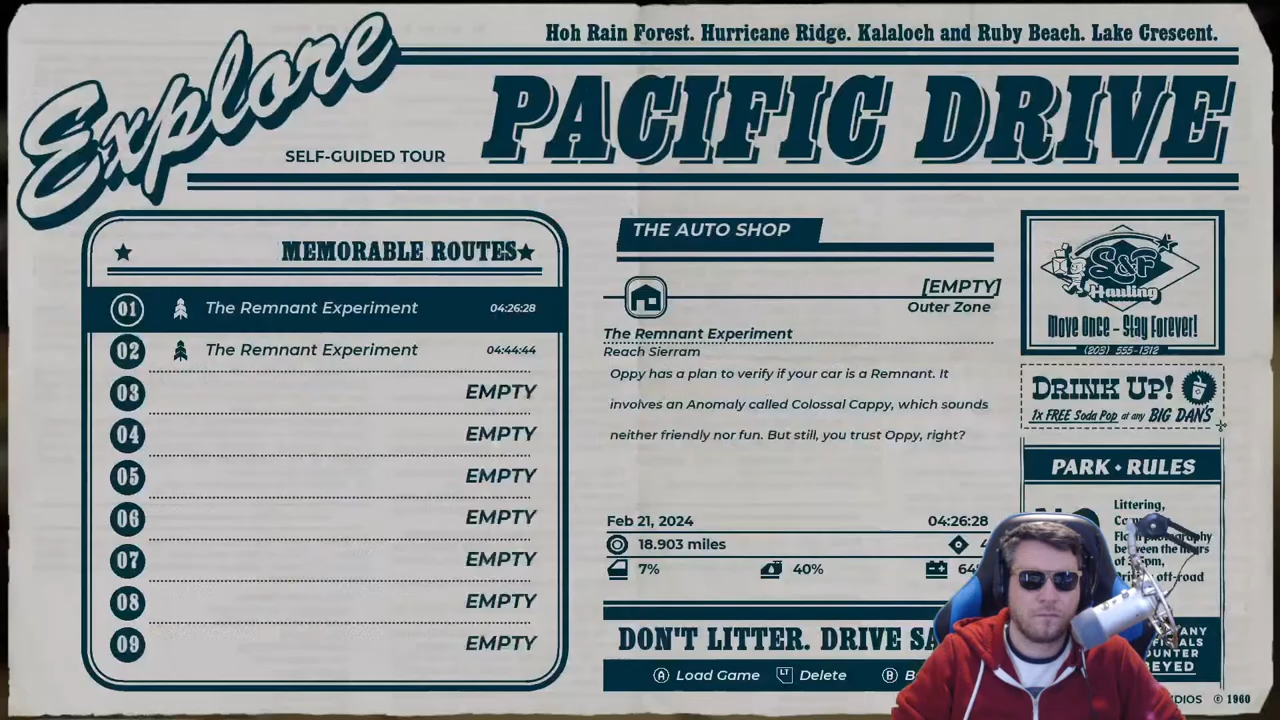 Hoh Rain Forest. Hurricane Ridge. Kalaloch and Ruby Beach. Lake Crescent.
Explore
PACIFIC DRIVE
SELF-GUIDED TOUR
MEMORABLE ROUTES
01 The Remnant Experiment 04:26:28
02 The Remnant Experiment 04:44:44
03 EMPTY
04 EMPTY
05 EMPTY
06 EMPTY
07 EMPTY
08 EMPTY
09 EMPTY
THE AUTO SHOP
[EMPTY]
Outer Zone
The Remnant Experiment
Reach Sierram
Oppy has a plan to verify if your car is a Remnant. It
involves an Anomaly called Colossal Cappy, which sounds
neither friendly nor fun. But still, you trust Oppy, right?
Feb 21, 2024 04:26:28
18.903 miles 4
7% 40% 64
DON'T LITTER. DRIVE SA
A Load Game LT Delete B B
S&F
Hauling
Move Once - Stay Forever!
(203) 555-1312
DRINK UP!
1x FREE Soda Pop at any BIG DAN'S
PARK • RULES
Littering,
between the hours
off-road
© 1960